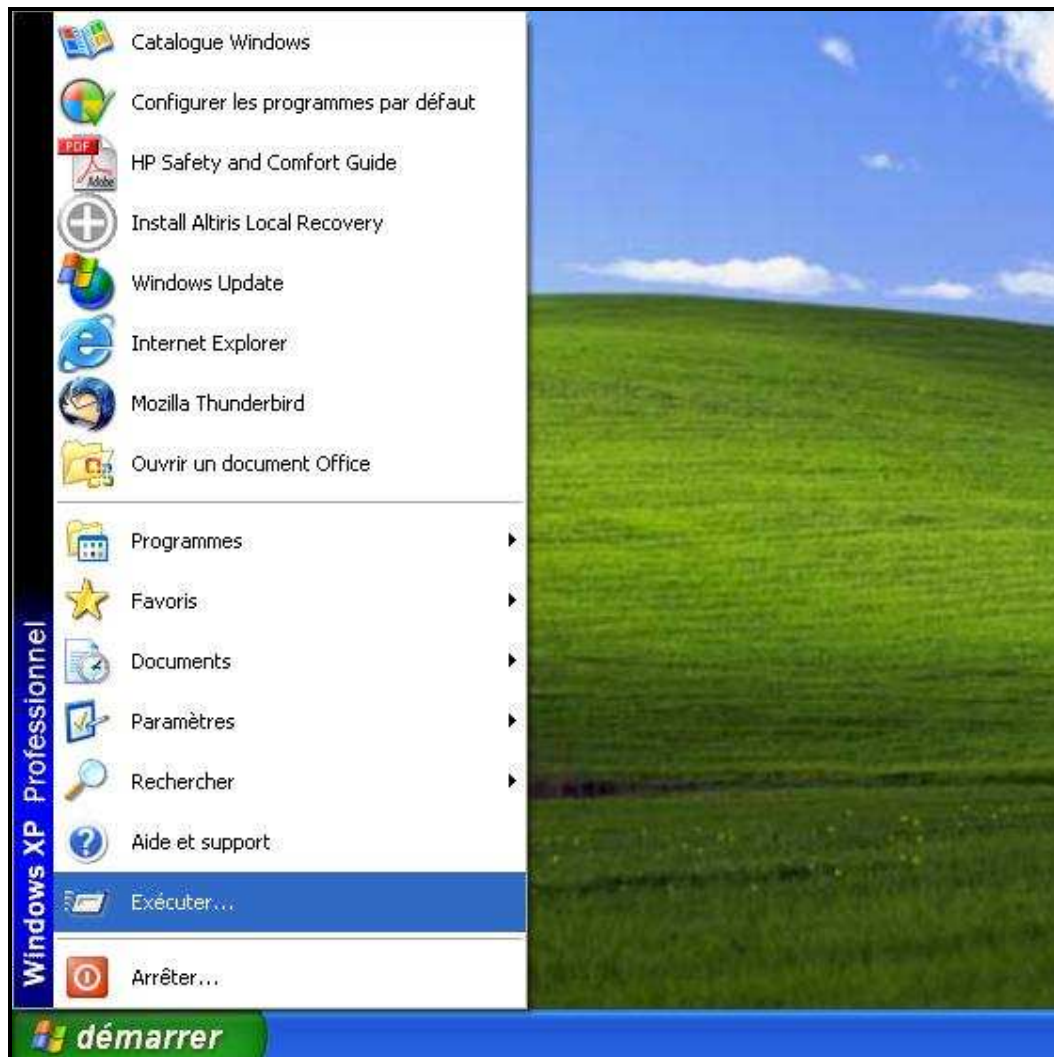 Catalogue Windows
Configurer les programmes par défaut
PDF
Adobe
HP Safety and Comfort Guide
Install Altiris Local Recovery
Windows Update
Internet Explorer
Mozilla Thunderbird
Ouvrir un document Office
Programmes
Favoris
Documents
Paramètres
Rechercher
Aide et support
Exécuter...
Arrêter...
Windows XP Professionnel
démarrer